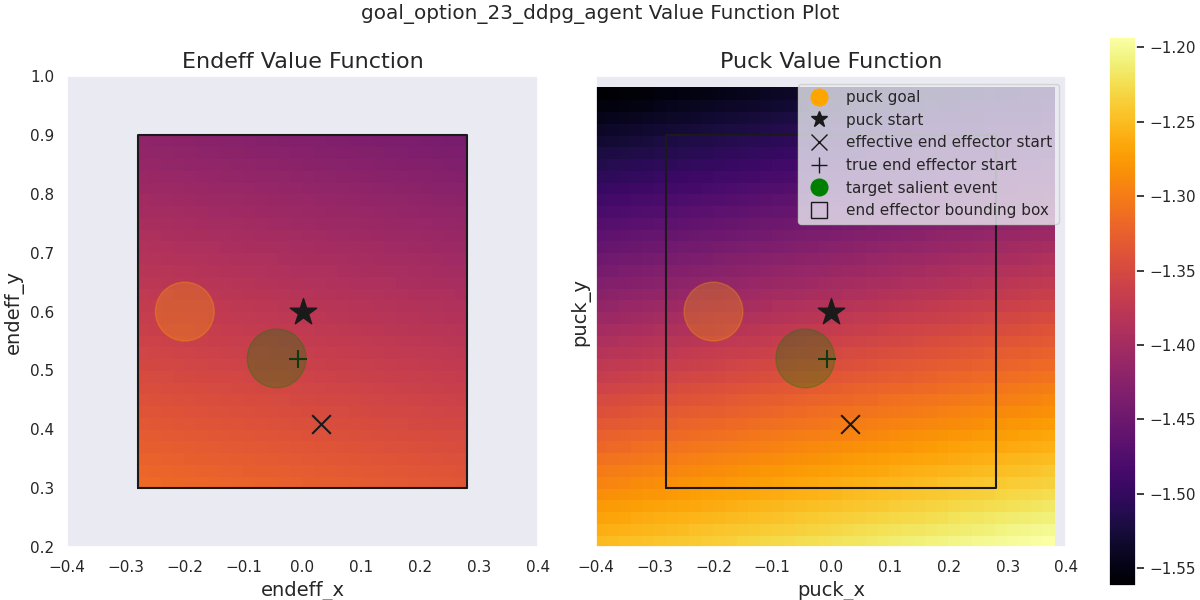 goal_option_23_ddpg_agent Value Function Plot
Endeff Value Function
1.0
0.9
0.8
0.7
0.6
0.5
0.4
0.3
0.2
endeff_y
−0.4 −0.3 −0.2 −0.1 0.0 0.1 0.2 0.3 0.4
endeff_x
Puck Value Function
puck goal
puck start
effective end effector start
true end effector start
target salient event
end effector bounding box
puck_y
−0.4 −0.3 −0.2 −0.1 0.0 0.1 0.2 0.3 0.4
puck_x
−1.20
−1.25
−1.30
−1.35
−1.40
−1.45
−1.50
−1.55